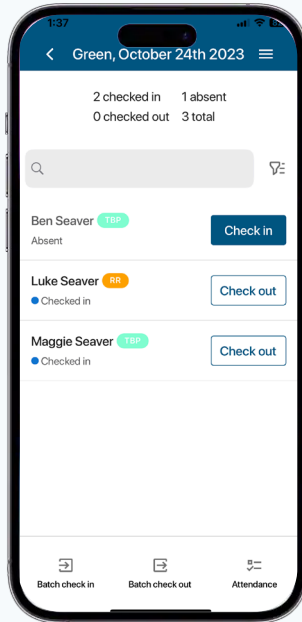 1:37
Green, October 24th 2023
2 checked in 1 absent
0 checked out 3 total
Ben Seaver TBP
Absent
Check in
Luke Seaver RR
Checked in
Check out
Maggie Seaver TBP
Checked in
Check out
Batch check in Batch check out Attendance